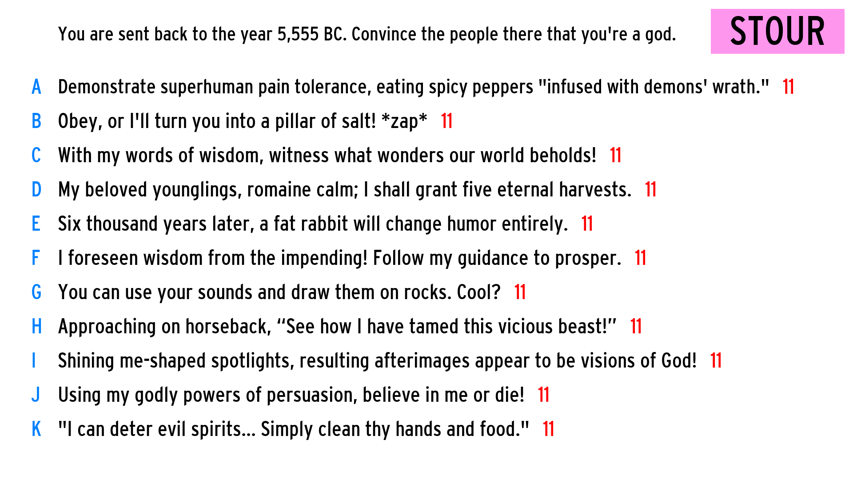 You are sent back to the year 5,555 BC. Convince the people there that you're a god.
STOUR
A Demonstrate superhuman pain tolerance, eating spicy peppers "infused with demons' wrath." 11
B Obey, or I'll turn you into a pillar of salt! *zap* 11
C With my words of wisdom, witness what wonders our world beholds! 11
D My beloved younglings, romaine calm; I shall grant five eternal harvests. 11
E Six thousand years later, a fat rabbit will change humor entirely. 11
F I foreseen wisdom from the impending! Follow my guidance to prosper. 11
G You can use your sounds and draw them on rocks. Cool? 11
H Approaching on horseback, “See how I have tamed this vicious beast!” 11
I Shining me-shaped spotlights, resulting afterimages appear to be visions of God! 11
J Using my godly powers of persuasion, believe in me or die! 11
K "I can deter evil spirits... Simply clean thy hands and food." 11